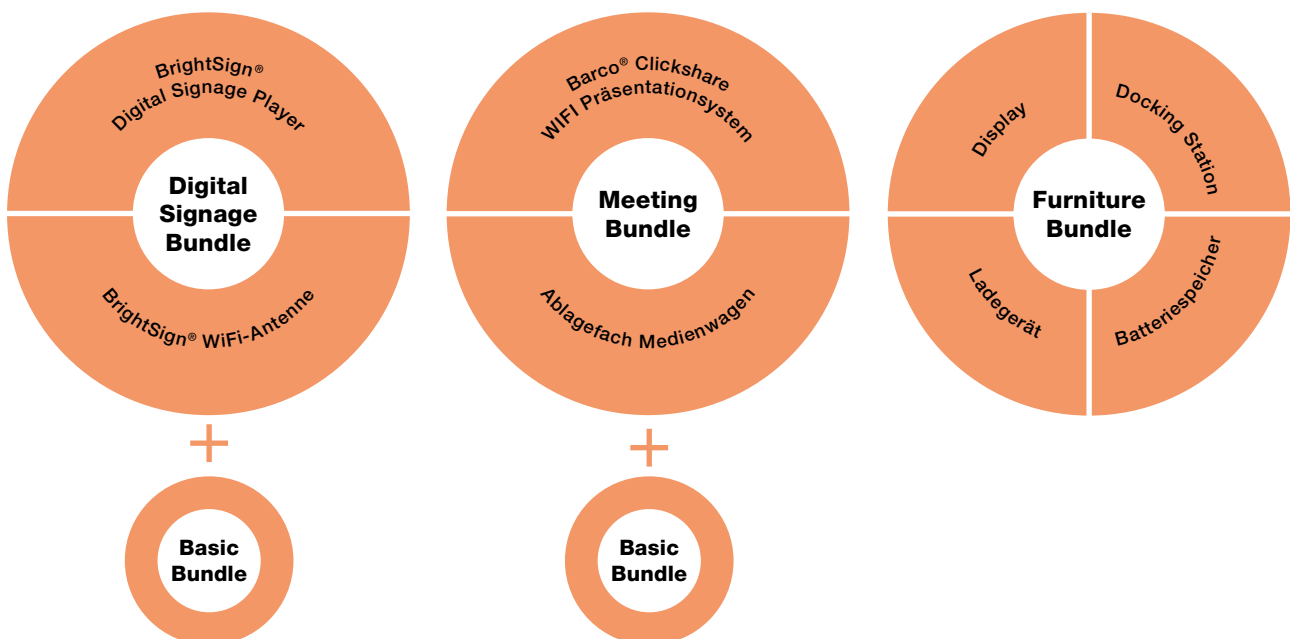 BrightSign®
Digital Signage Player
Digital
Signage
Bundle
BrightSign® WiFi-Antenne
Basic
Bundle
Barco® Clickshare
WIFI Präsentationsystem
Meeting
Bundle
Ablagefach Medienwagen
Basic
Bundle
Display
Docking Station
Furniture
Bundle
Ladegerät
Batteriespeicher